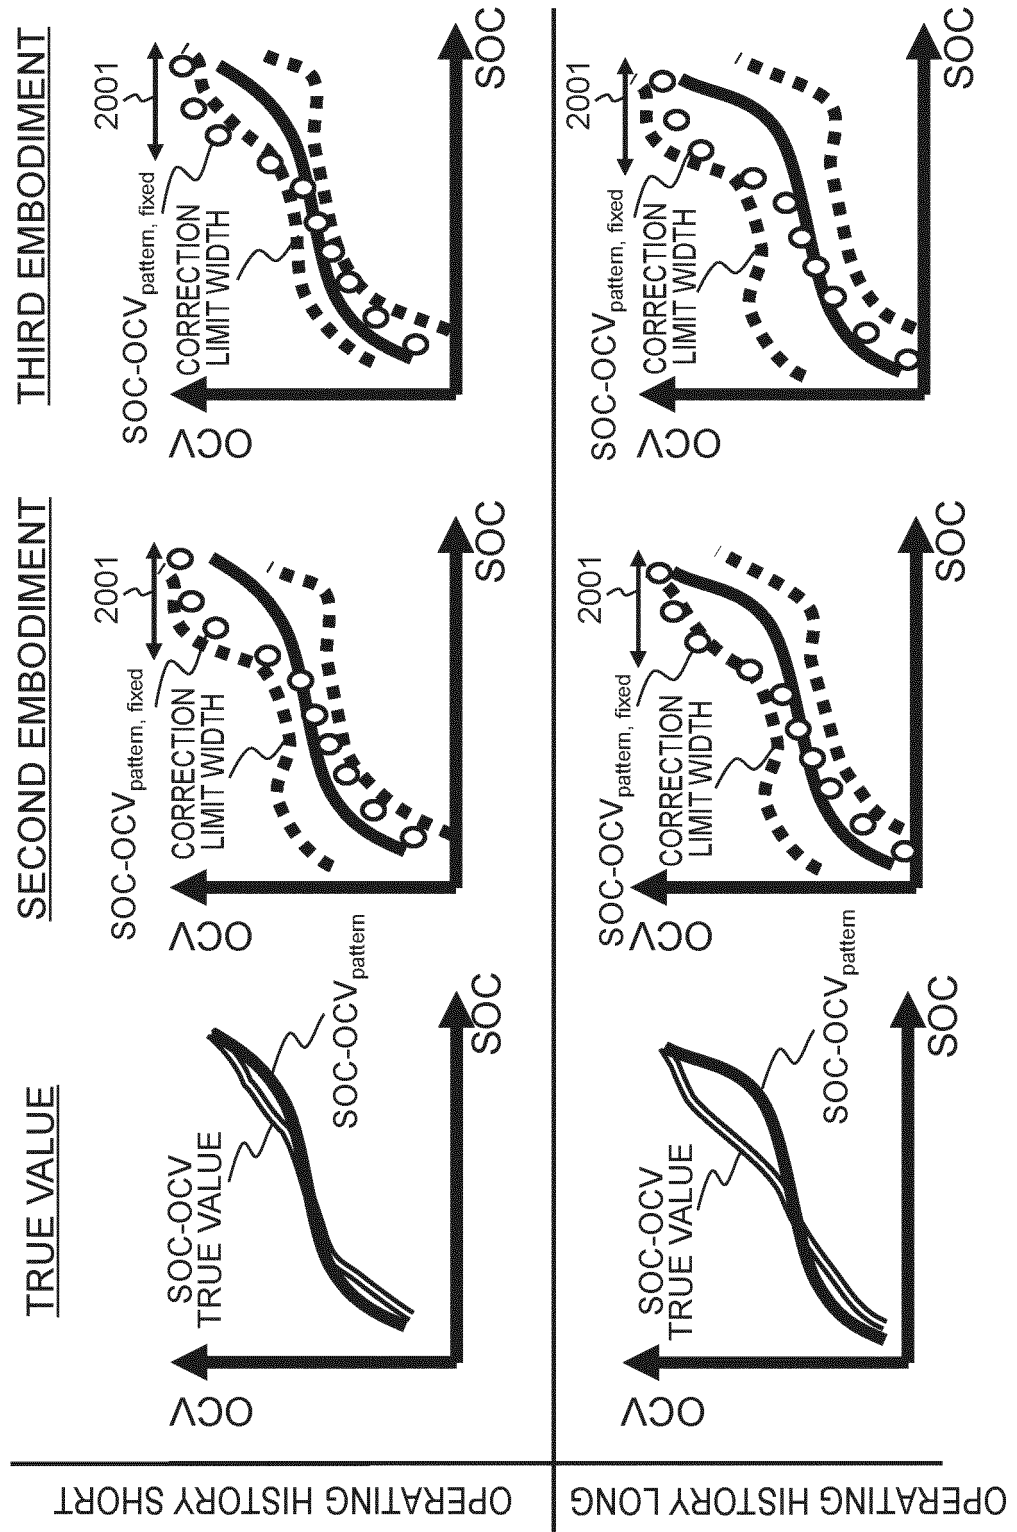 TRUE VALUE
SECOND EMBODIMENT
THIRD EMBODIMENT
OPERATING HISTORY SHORT
OCV
SOC-OCV
TRUE VALUE
SOC-OCVpattern
SOC
OCV
SOC-OCVpattern, fixed
2001
CORRECTION
LIMIT WIDTH
SOC
OCV
SOC-OCVpattern, fixed
2001
CORRECTION
LIMIT WIDTH
SOC
OPERATING HISTORY LONG
OCV
SOC-OCV
TRUE VALUE
SOC-OCVpattern
SOC
OCV
SOC-OCVpattern, fixed
2001
CORRECTION
LIMIT WIDTH
SOC
OCV
SOC-OCVpattern, fixed
2001
CORRECTION
LIMIT WIDTH
SOC